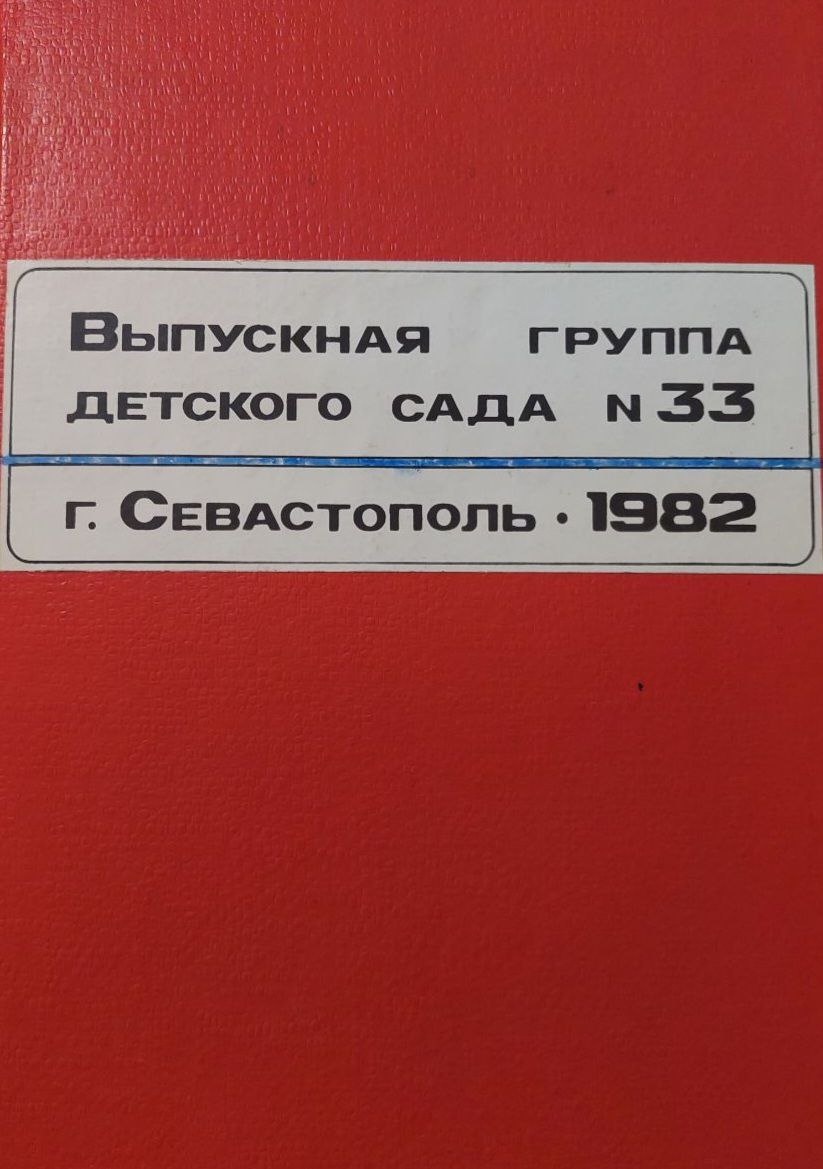 Выпускная группа
детского сада N 33
г. Севастополь · 1982